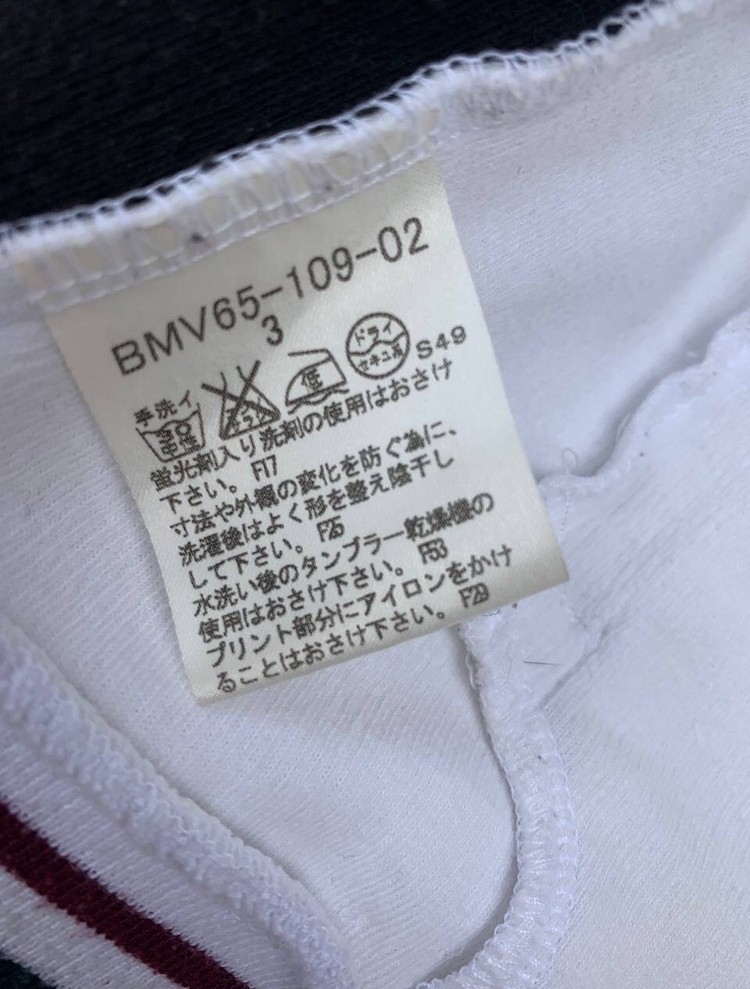 BMV65-109-02
3
手洗イ
エンソ
サラシ
低
ドライ
セキユ系
S49
蛍光剤入り洗剤の使用はおさけ
下さい。F17
寸法や外観の変化を防ぐ為に、
洗濯後はよく形を整え陰干し
して下さい。F25
水洗い後のタンブラー乾燥機の
使用はおさけ下さい。F53
プリント部分にアイロンをかけ
ることはおさけ下さい。F29